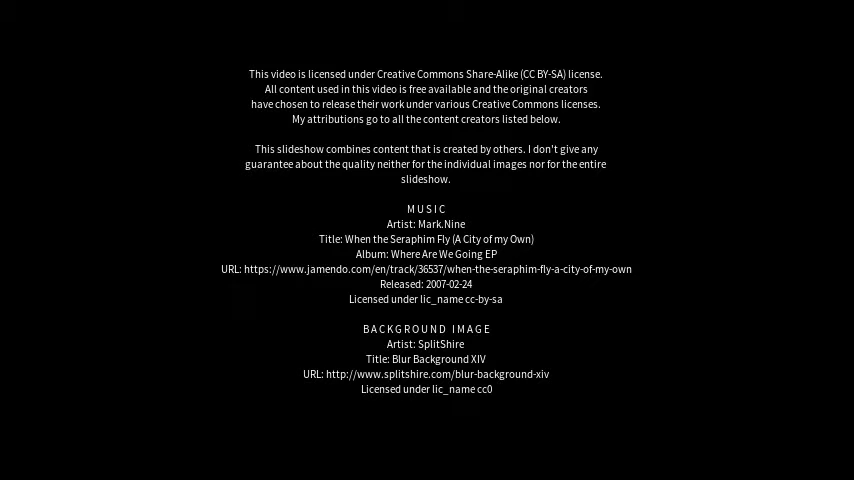 This video is licensed under Creative Commons Share-Alike (CC BY-SA) license.
All content used in this video is free available and the original creators
have chosen to release their work under various Creative Commons licenses.
My attributions go to all the content creators listed below.
This slideshow combines content that is created by others. I don't give any
guarantee about the quality neither for the individual images nor for the entire
slideshow.
MUSIC
Artist: Mark.Nine
Title: When the Seraphim Fly (A City of my Own)
Album: Where Are We Going EP
URL: https://www.jamendo.com/en/track/36537/when-the-seraphim-fly-a-city-of-my-own
Released: 2007-02-24
Licensed under lic_name cc-by-sa
BACKGROUND IMAGE
Artist: SplitShire
Title: Blur Background XIV
URL: http://www.splitshire.com/blur-background-xiv
Licensed under lic_name cc0